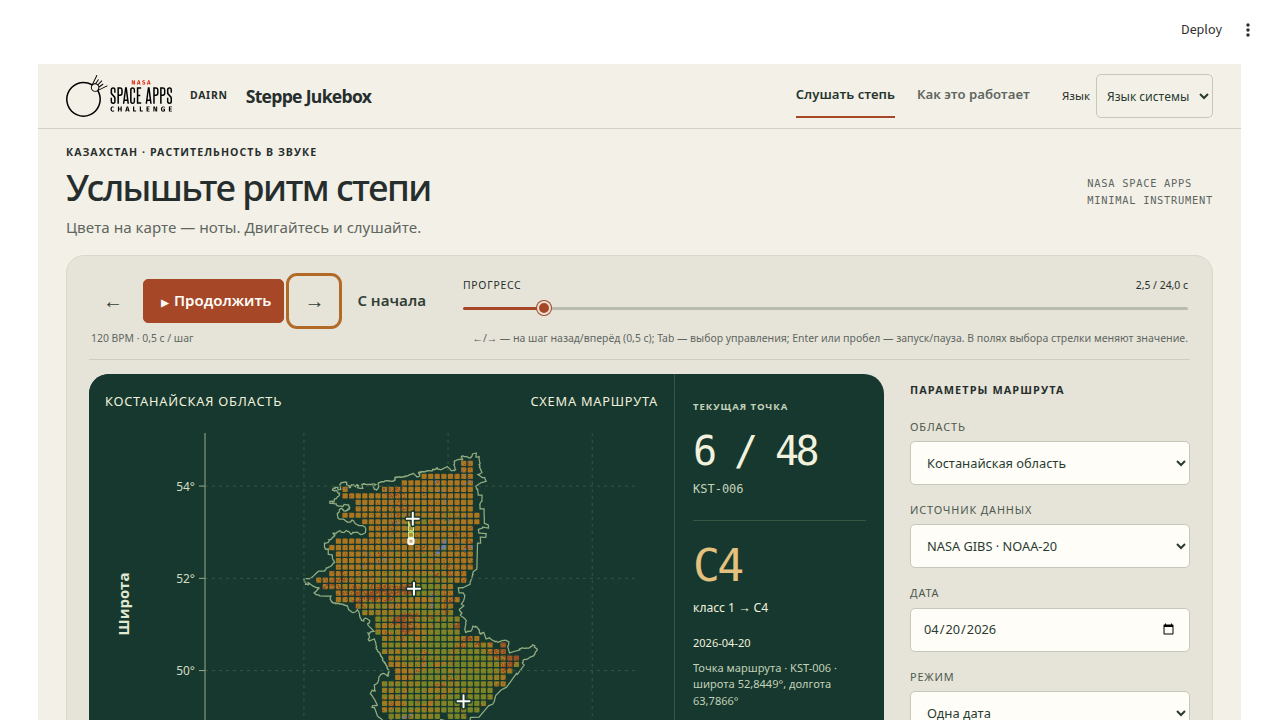 Deploy
NASA
SPACE APPS
CHALLENGE
DAIRN
Steppe Jukebox
Слушать степь
Как это работает
Язык
Язык системы
КАЗАХСТАН · РАСТИТЕЛЬНОСТЬ В ЗВУКЕ
Услышьте ритм степи
Цвета на карте — ноты. Двигайтесь и слушайте.
NASA SPACE APPS
MINIMAL INSTRUMENT
←
▶ Продолжить
→
С начала
ПРОГРЕСС
2,5 / 24,0 с
120 BPM · 0,5 с / шаг
←/→ — на шаг назад/вперёд (0,5 с); Tab — выбор управления; Enter или пробел — запуск/пауза. В полях выбора стрелки меняют значение.
КОСТАНАЙСКАЯ ОБЛАСТЬ
СХЕМА МАРШРУТА
54°
52°
50°
Широта
ТЕКУЩАЯ ТОЧКА
6 / 48
KST-006
C4
класс 1 → C4
2026-04-20
Точка маршрута · KST-006 ·
широта 52,8449°, долгота
63,7866°
ПАРАМЕТРЫ МАРШРУТА
ОБЛАСТЬ
Костанайская область
ИСТОЧНИК ДАННЫХ
NASA GIBS · NOAA-20
ДАТА
04/20/2026
РЕЖИМ
Одна дата